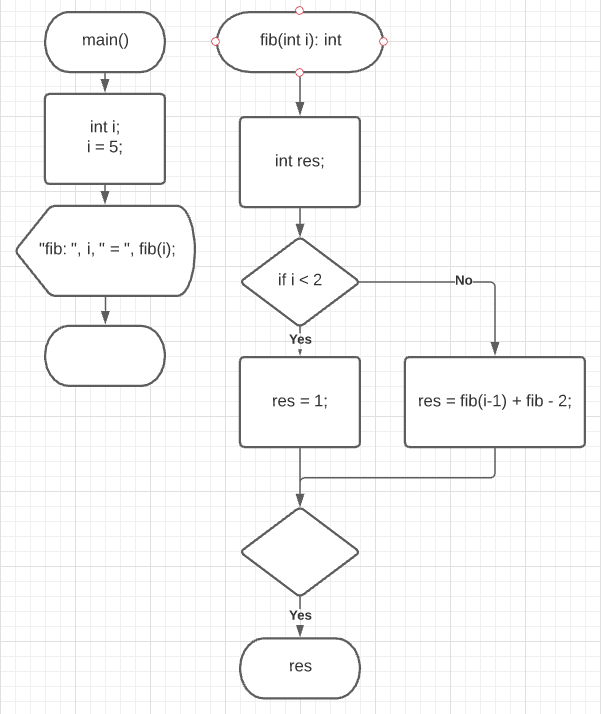 main()
int i;
i = 5;
"fib: ", i, " = ", fib(i);
fib(int i): int
int res;
if i < 2
No
Yes
res = 1;
res = fib(i-1) + fib - 2;
Yes
res